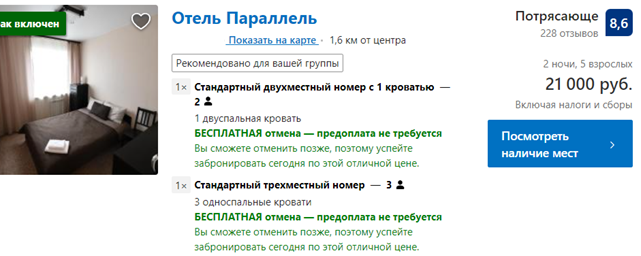 ак включен
Отель Параллель
Показать на карте · 1,6 км от центра
Рекомендовано для вашей группы
1× Стандартный двухместный номер с 1 кроватью —
2
1 двуспальная кровать
БЕСПЛАТНАЯ отмена — предоплата не требуется
Вы сможете отменить позже, поэтому успейте
забронировать сегодня по этой отличной цене.
1× Стандартный трехместный номер — 3
3 односпальные кровати
БЕСПЛАТНАЯ отмена — предоплата не требуется
Вы сможете отменить позже, поэтому успейте
забронировать сегодня по этой отличной цене.
Потрясающе 8,6
228 отзывов
2 ночи, 5 взрослых
21 000 руб.
Включая налоги и сборы
Посмотреть
наличие мест